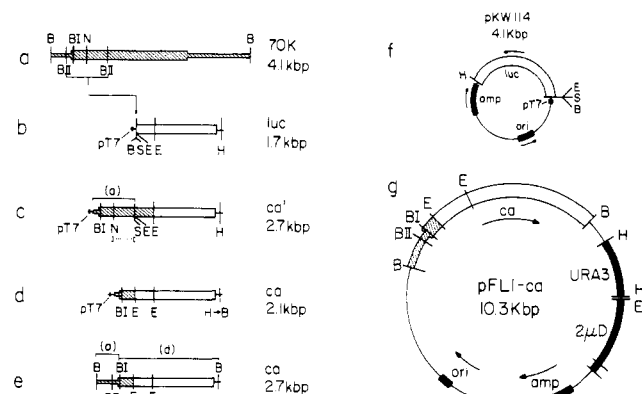 B BI N B
70K
4.1kbp
a
BII BII
b
pT7
B S E E
H
luc
1.7kbp
c
(a)
pT7
BI N S E E
H
ca'
2.7kbp
d
pT7
BI E E H→B
ca
2.1kbp
e
(a) (d)
B BI B
ca
2.7kbp
f
pKW114
4.1Kbp
H
luc
amp
pT7
E
S
B
ori
g
E
E
BI
BII
B
ca
B
H
URA3
H
E
2μD
pFL1-ca
10.3Kbp
ori
amp